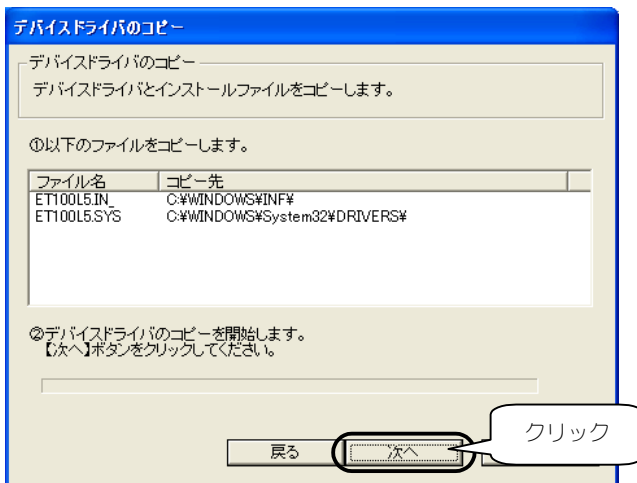 デバイスドライバのコピー
デバイスドライバのコピー
デバイスドライバとインストールファイルをコピーします。
①以下のファイルをコピーします。
ファイル名 コピー先
ET100L5.IN_ C:¥WINDOWS¥INF¥
ET100L5.SYS C:¥WINDOWS¥System32¥DRIVERS¥
②デバイスドライバのコピーを開始します。
【次へ】ボタンをクリックしてください。
クリック
戻る 次へ